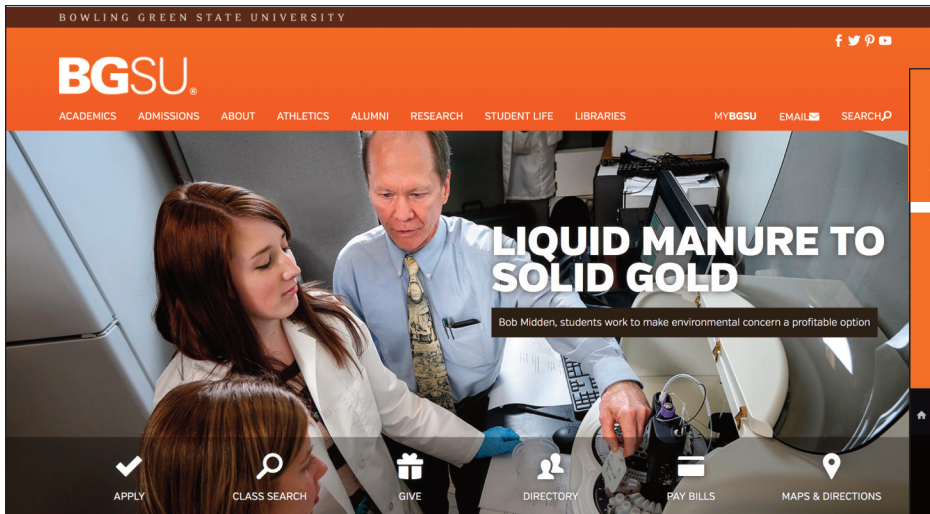 BOWLING GREEN STATE UNIVERSITY
BGSU®
ACADEMICS ADMISSIONS ABOUT ATHLETICS ALUMNI RESEARCH STUDENT LIFE LIBRARIES MYBGSU EMAIL SEARCH
LIQUID MANURE TO
SOLID GOLD
Bob Midden, students work to make environmental concern a profitable option
APPLY CLASS SEARCH GIVE DIRECTORY PAY BILLS MAPS & DIRECTIONS